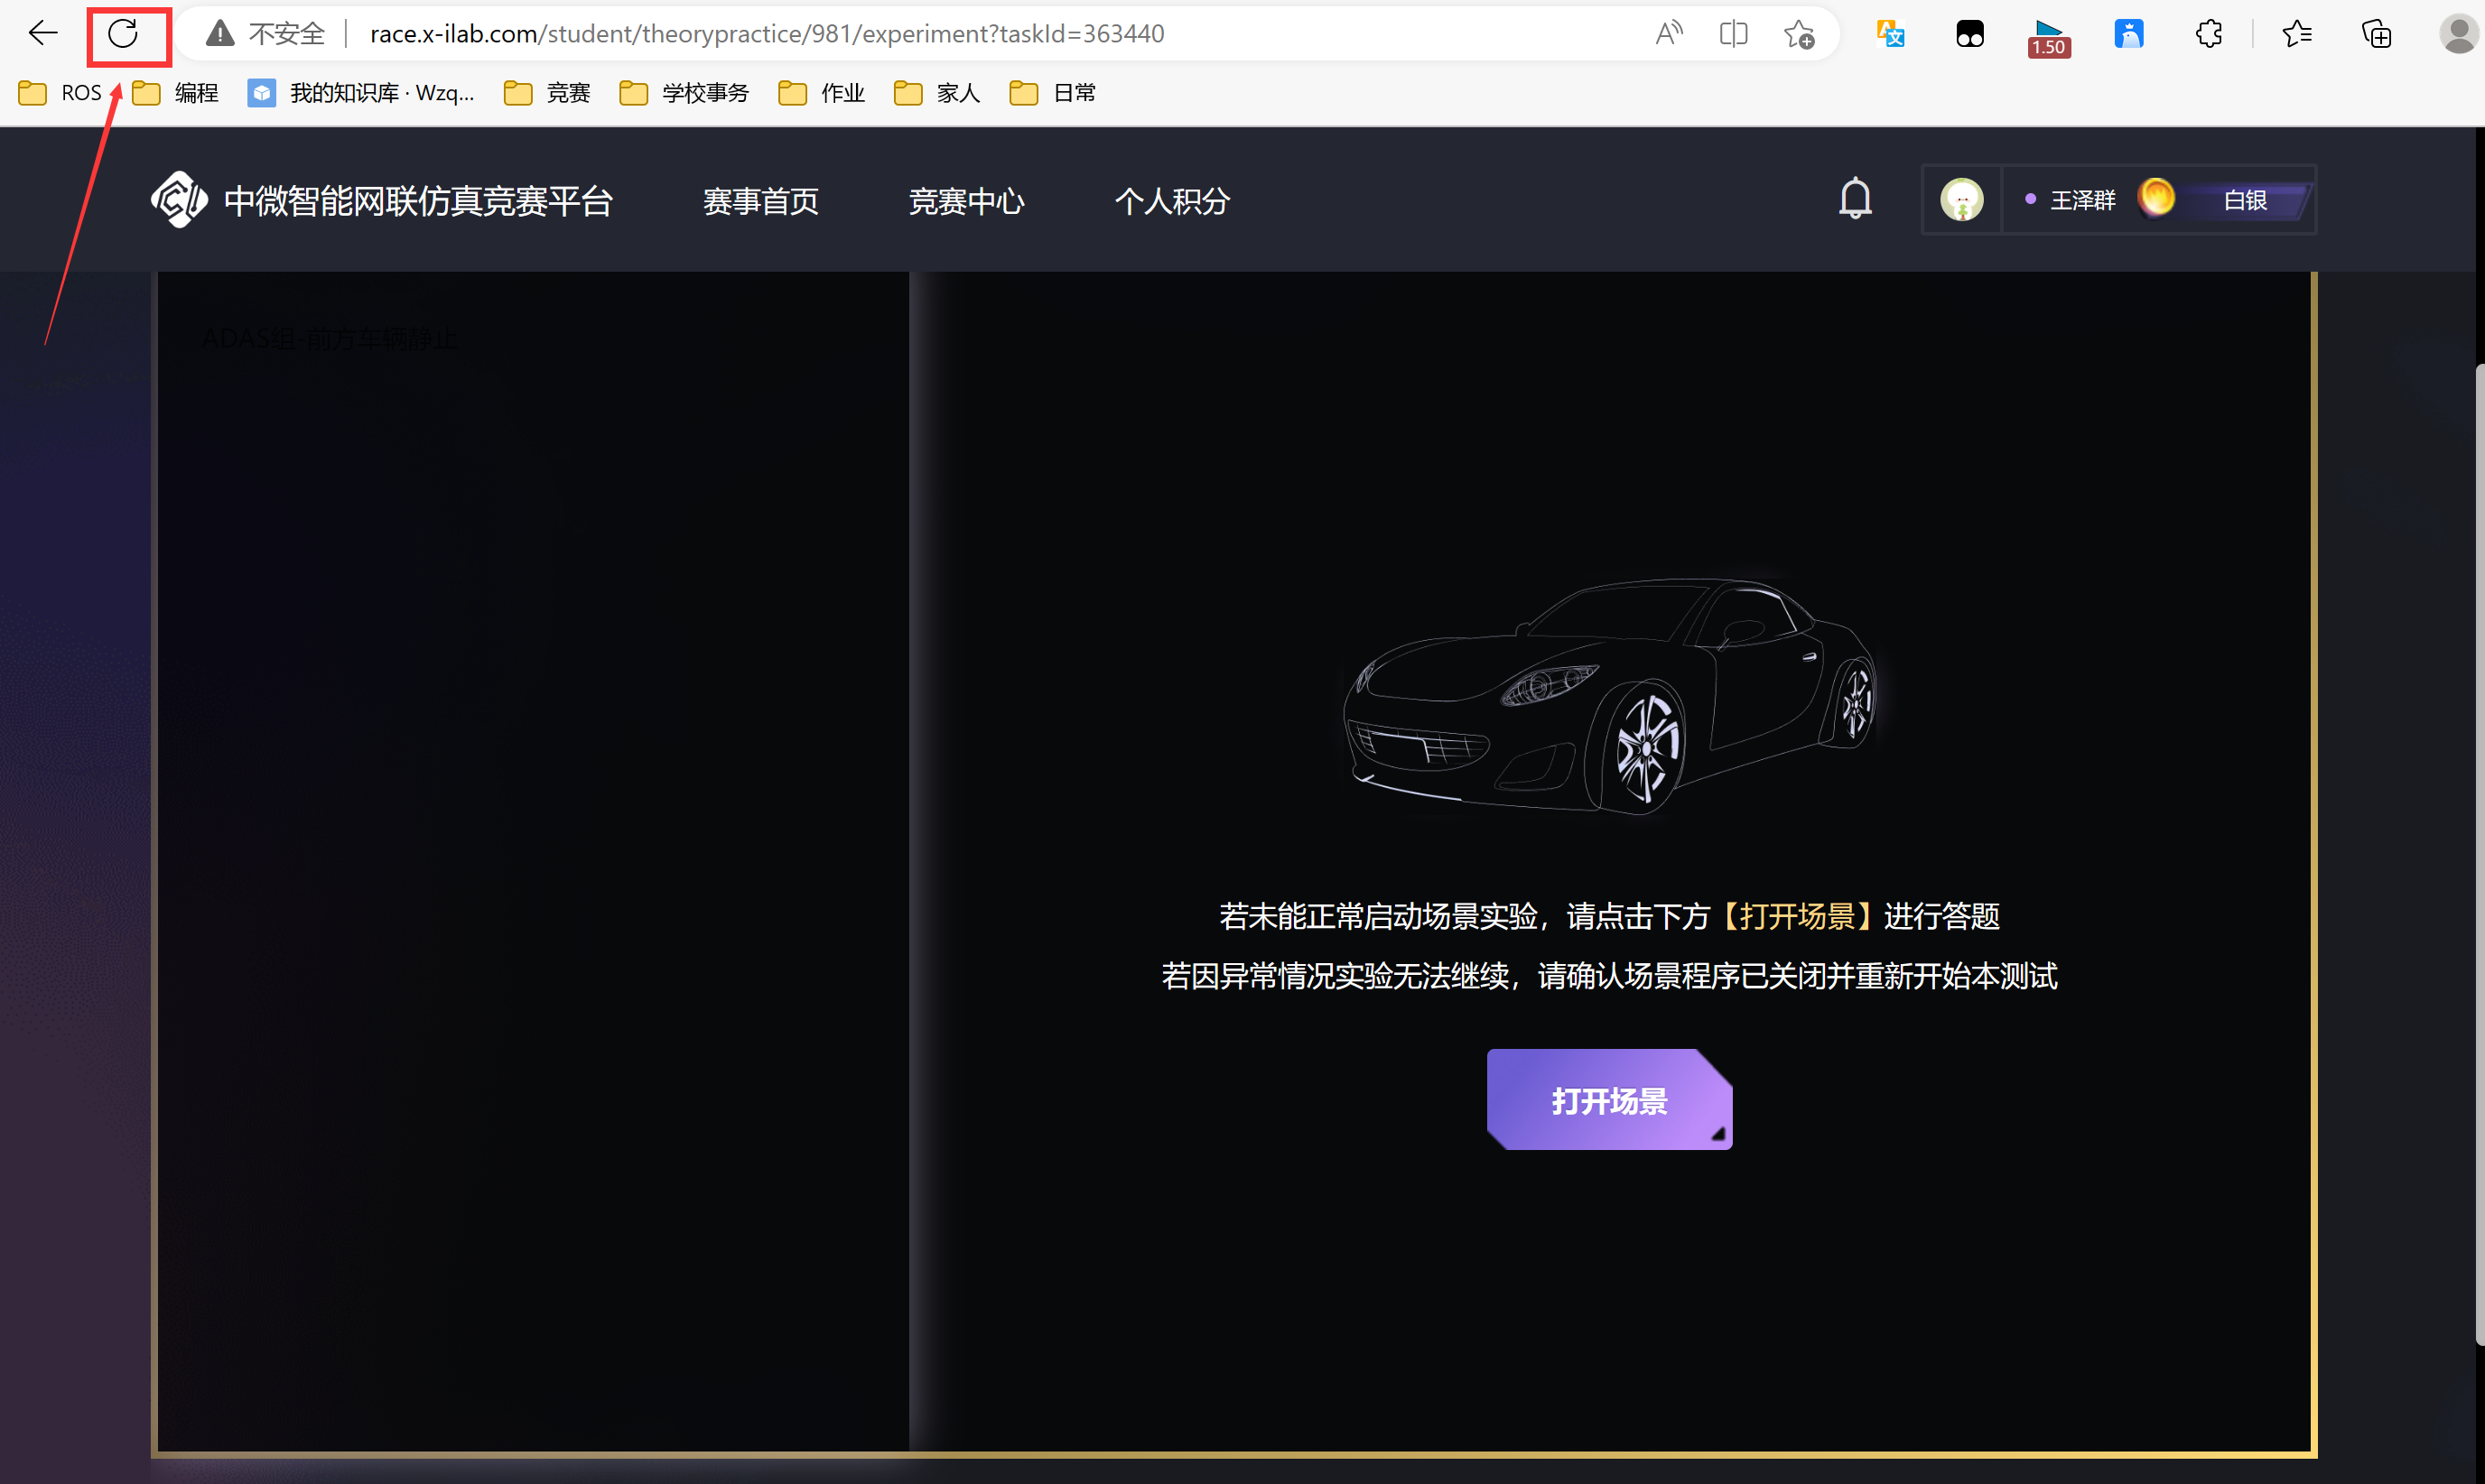 不安全 race.x-ilab.com/student/theorypractice/981/experiment?taskId=363440
1.50
ROS 编程 我的知识库 · Wzq... 竞赛 学校事务 作业 家人 日常
中微智能网联仿真竞赛平台 赛事首页 竞赛中心 个人积分 王泽群 白银
ADAS组-前方车辆静止
若未能正常启动场景实验，请点击下方【打开场景】进行答题
若因异常情况实验无法继续，请确认场景程序已关闭并重新开始本测试
打开场景